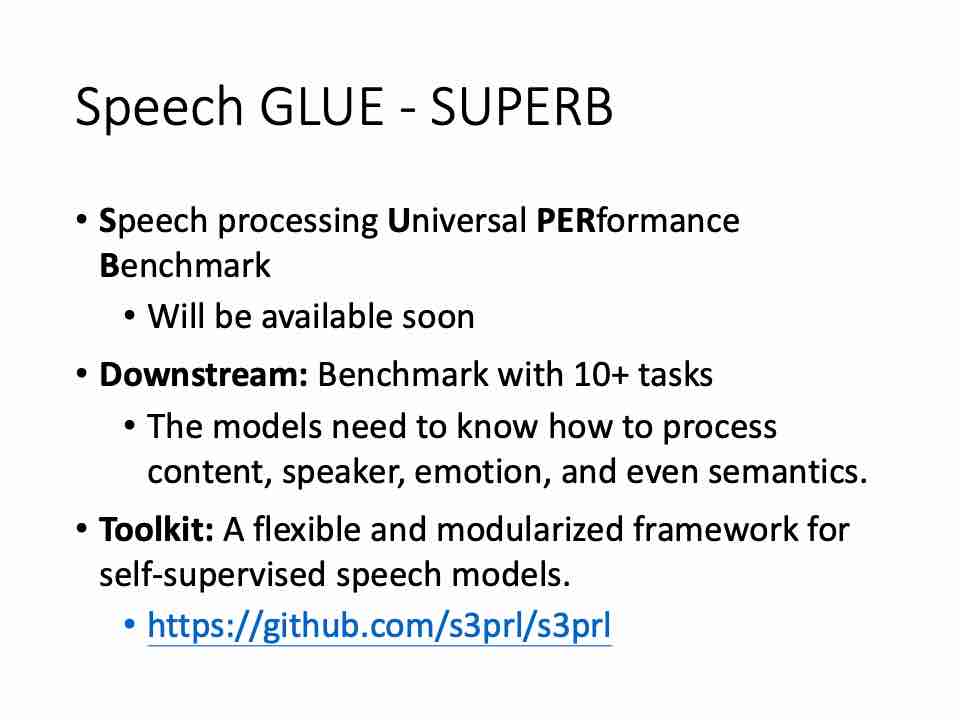 Speech GLUE - SUPERB
• Speech processing Universal PERformance
Benchmark
• Will be available soon
• Downstream: Benchmark with 10+ tasks
• The models need to know how to process
content, speaker, emotion, and even semantics.
• Toolkit: A flexible and modularized framework for
self-supervised speech models.
• https://github.com/s3prl/s3prl